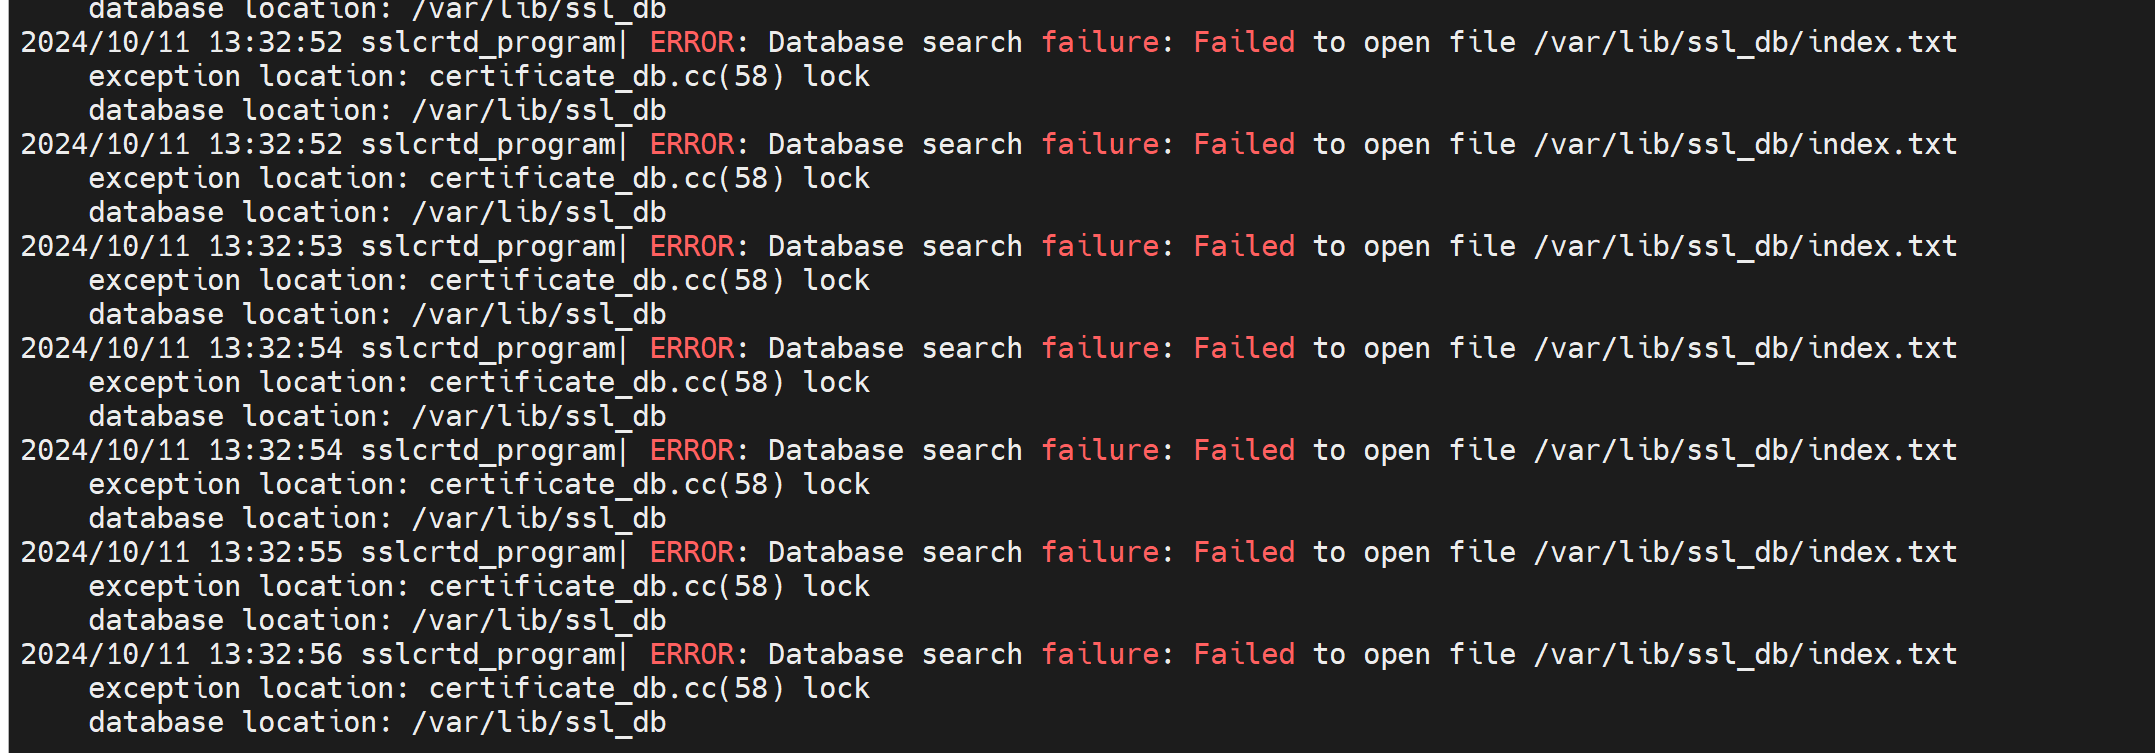 database location: /var/lib/ssl_db
2024/10/11 13:32:52 sslcrtd_program| ERROR: Database search failure: Failed to open file /var/lib/ssl_db/index.txt
exception location: certificate_db.cc(58) lock
database location: /var/lib/ssl_db
2024/10/11 13:32:52 sslcrtd_program| ERROR: Database search failure: Failed to open file /var/lib/ssl_db/index.txt
exception location: certificate_db.cc(58) lock
database location: /var/lib/ssl_db
2024/10/11 13:32:53 sslcrtd_program| ERROR: Database search failure: Failed to open file /var/lib/ssl_db/index.txt
exception location: certificate_db.cc(58) lock
database location: /var/lib/ssl_db
2024/10/11 13:32:54 sslcrtd_program| ERROR: Database search failure: Failed to open file /var/lib/ssl_db/index.txt
exception location: certificate_db.cc(58) lock
database location: /var/lib/ssl_db
2024/10/11 13:32:54 sslcrtd_program| ERROR: Database search failure: Failed to open file /var/lib/ssl_db/index.txt
exception location: certificate_db.cc(58) lock
database location: /var/lib/ssl_db
2024/10/11 13:32:55 sslcrtd_program| ERROR: Database search failure: Failed to open file /var/lib/ssl_db/index.txt
exception location: certificate_db.cc(58) lock
database location: /var/lib/ssl_db
2024/10/11 13:32:56 sslcrtd_program| ERROR: Database search failure: Failed to open file /var/lib/ssl_db/index.txt
exception location: certificate_db.cc(58) lock
database location: /var/lib/ssl_db